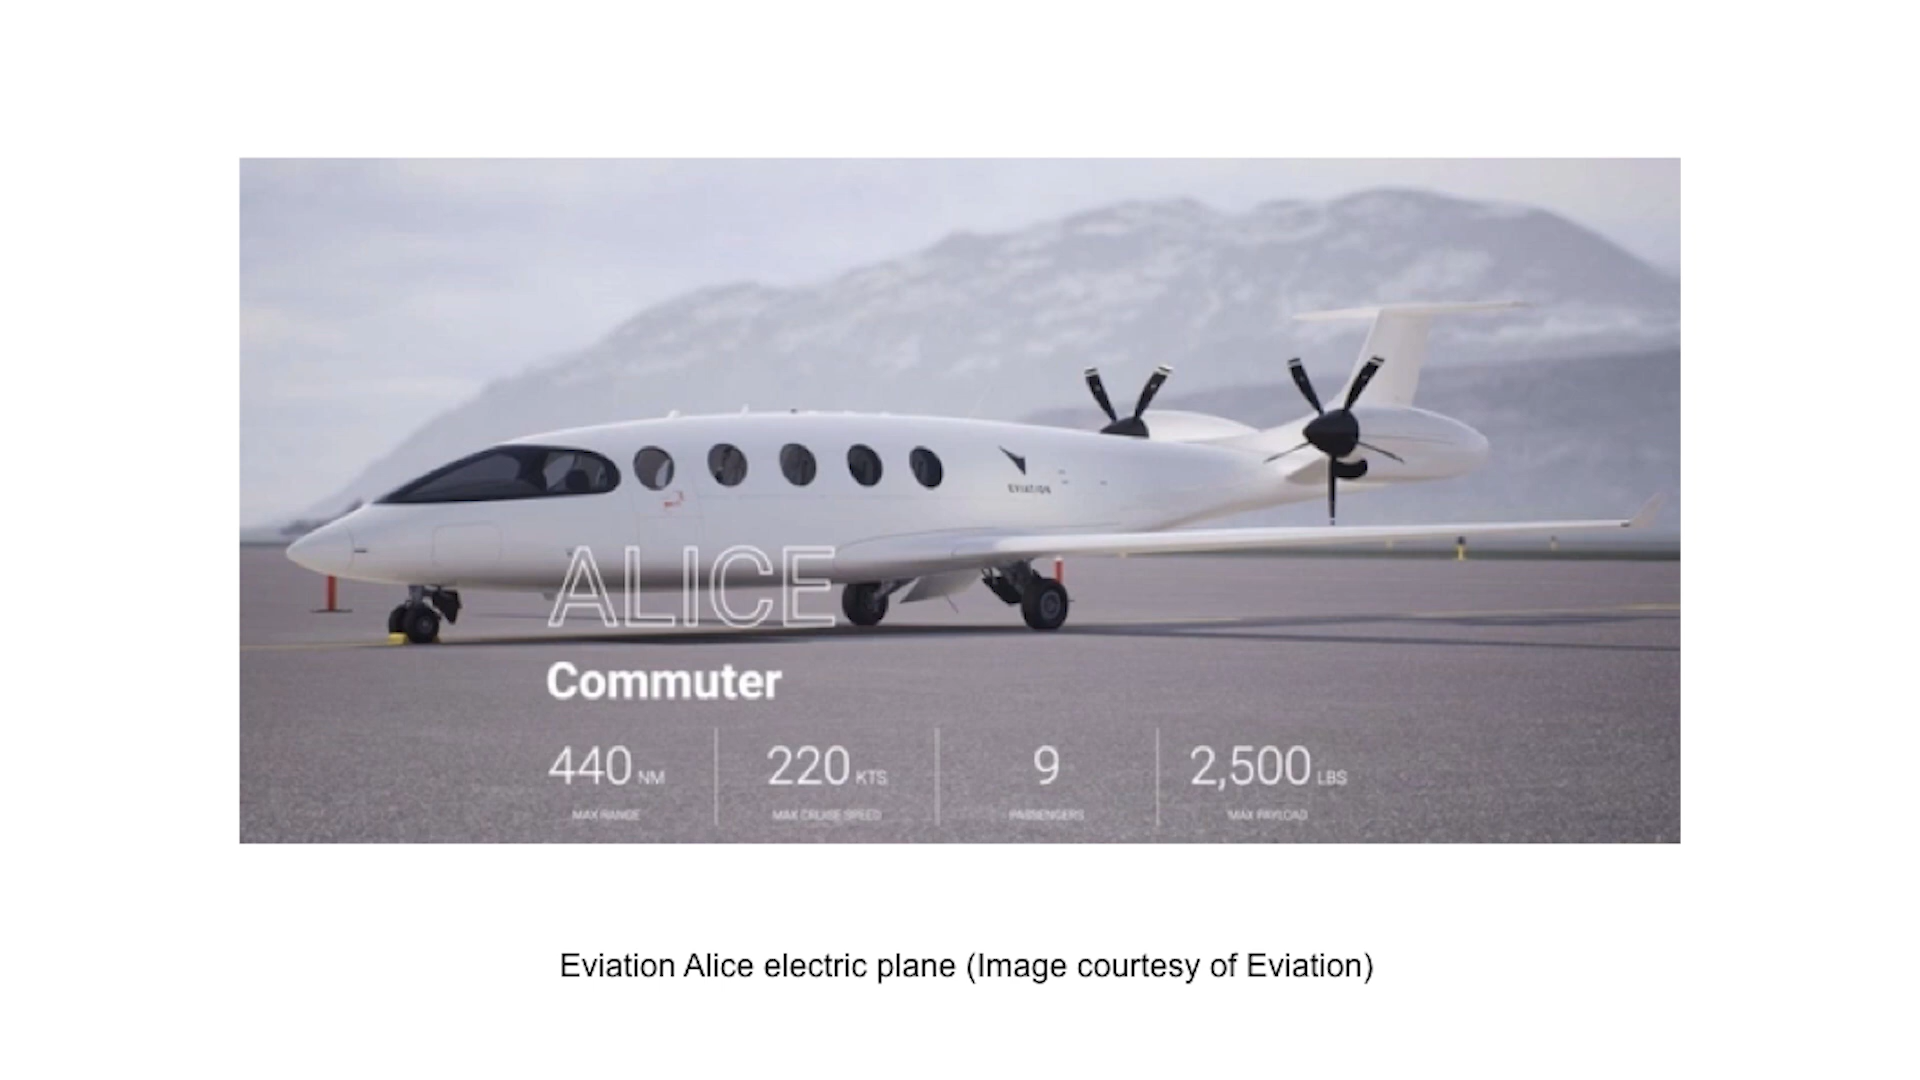 EVIATION
ALICE
Commuter
440 NM
MAX RANGE
220 KTS
MAX CRUISE SPEED
9
PASSENGERS
2,500 LBS
MAX PAYLOAD
Eviation Alice electric plane (Image courtesy of Eviation)